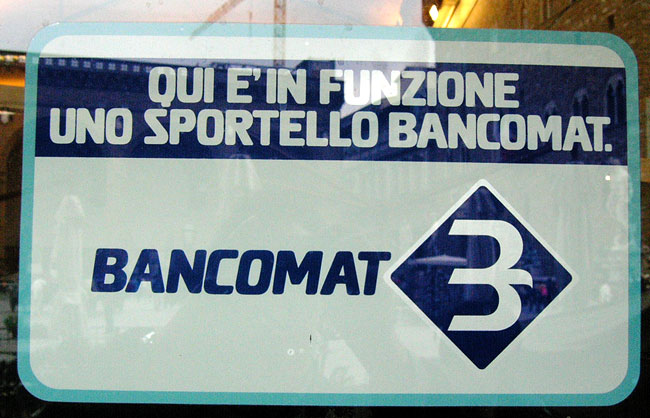 QUI E' IN FUNZIONE
UNO SPORTELLO BANCOMAT.
BANCOMAT